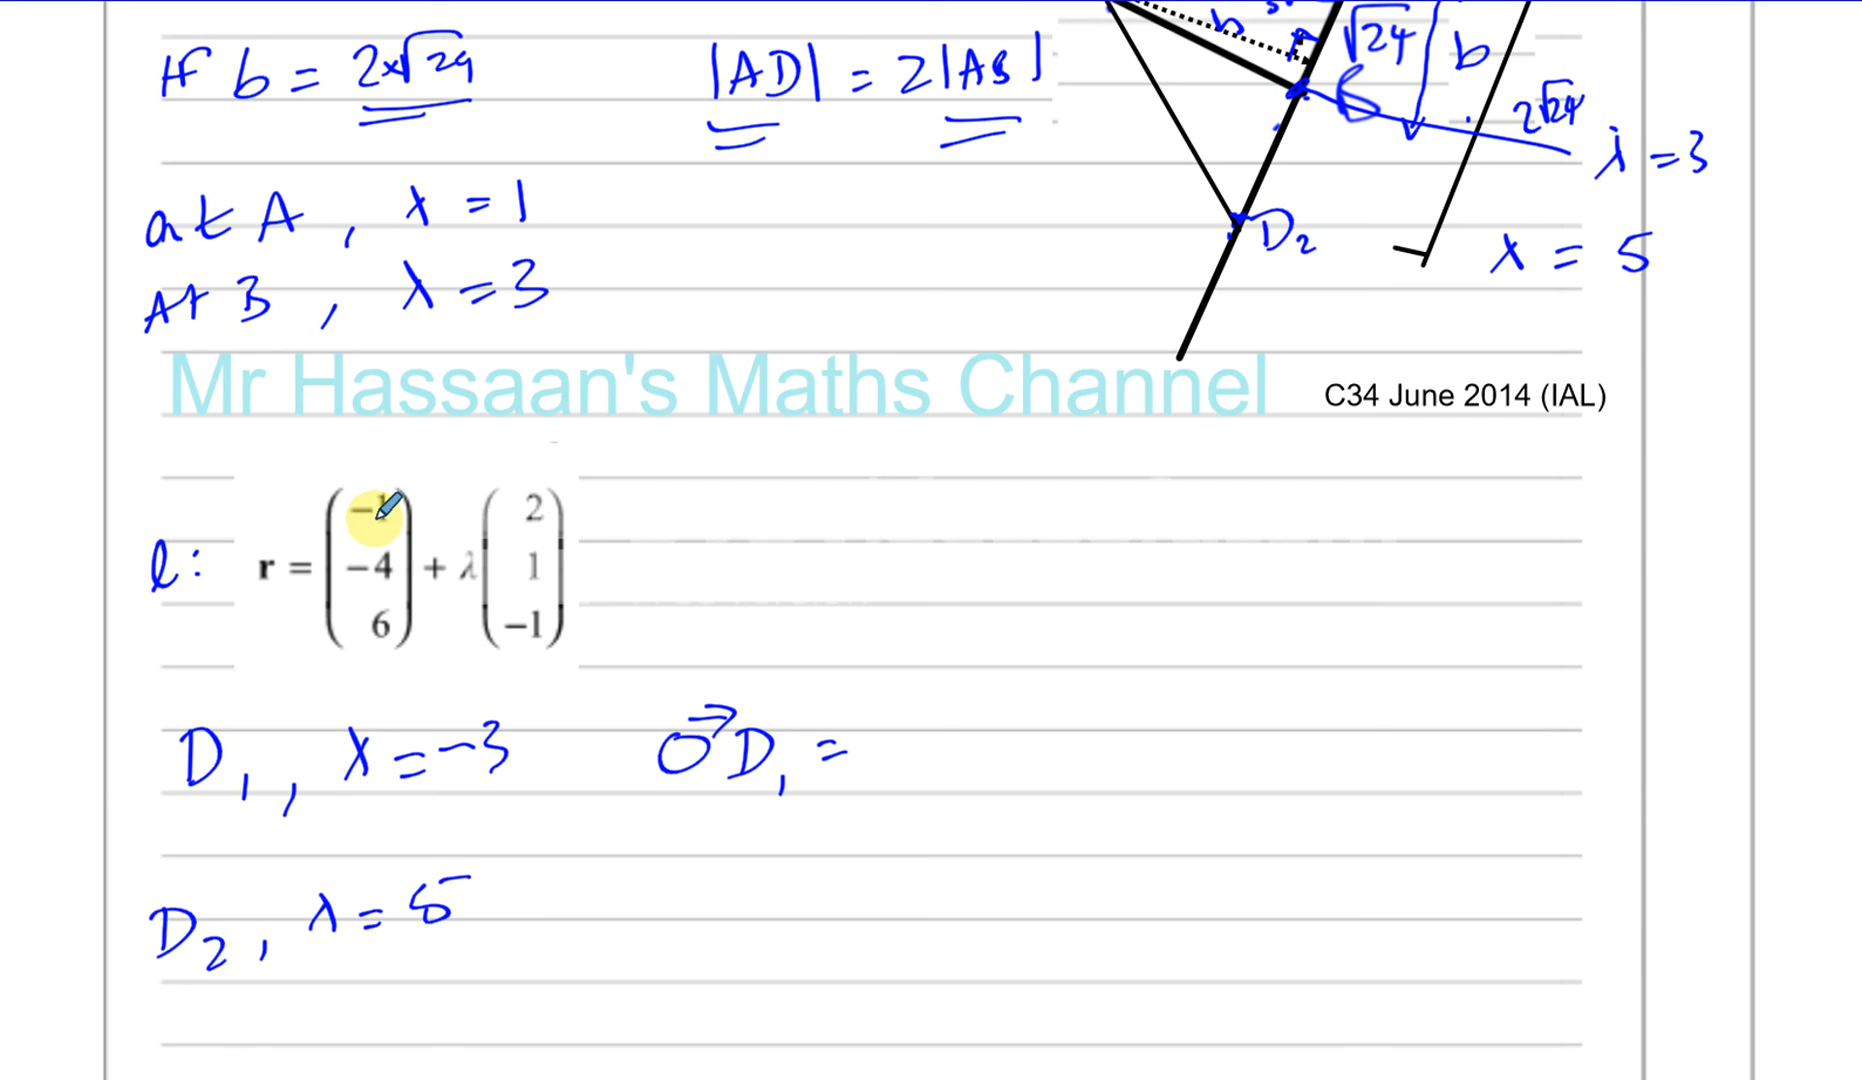 If b = 2×√24 |AD| = 2|AB|
b √24 b
2√24
λ = 3
at A, λ = 1
At B, λ = 3
D₂ λ = 5
Mr Hassaan's Maths Channel C34 June 2014 (IAL)
l: r = (−1 −4 6) + λ(2 1 −1)
D₁, λ = −3 OD₁→ =
D₂, λ = 5